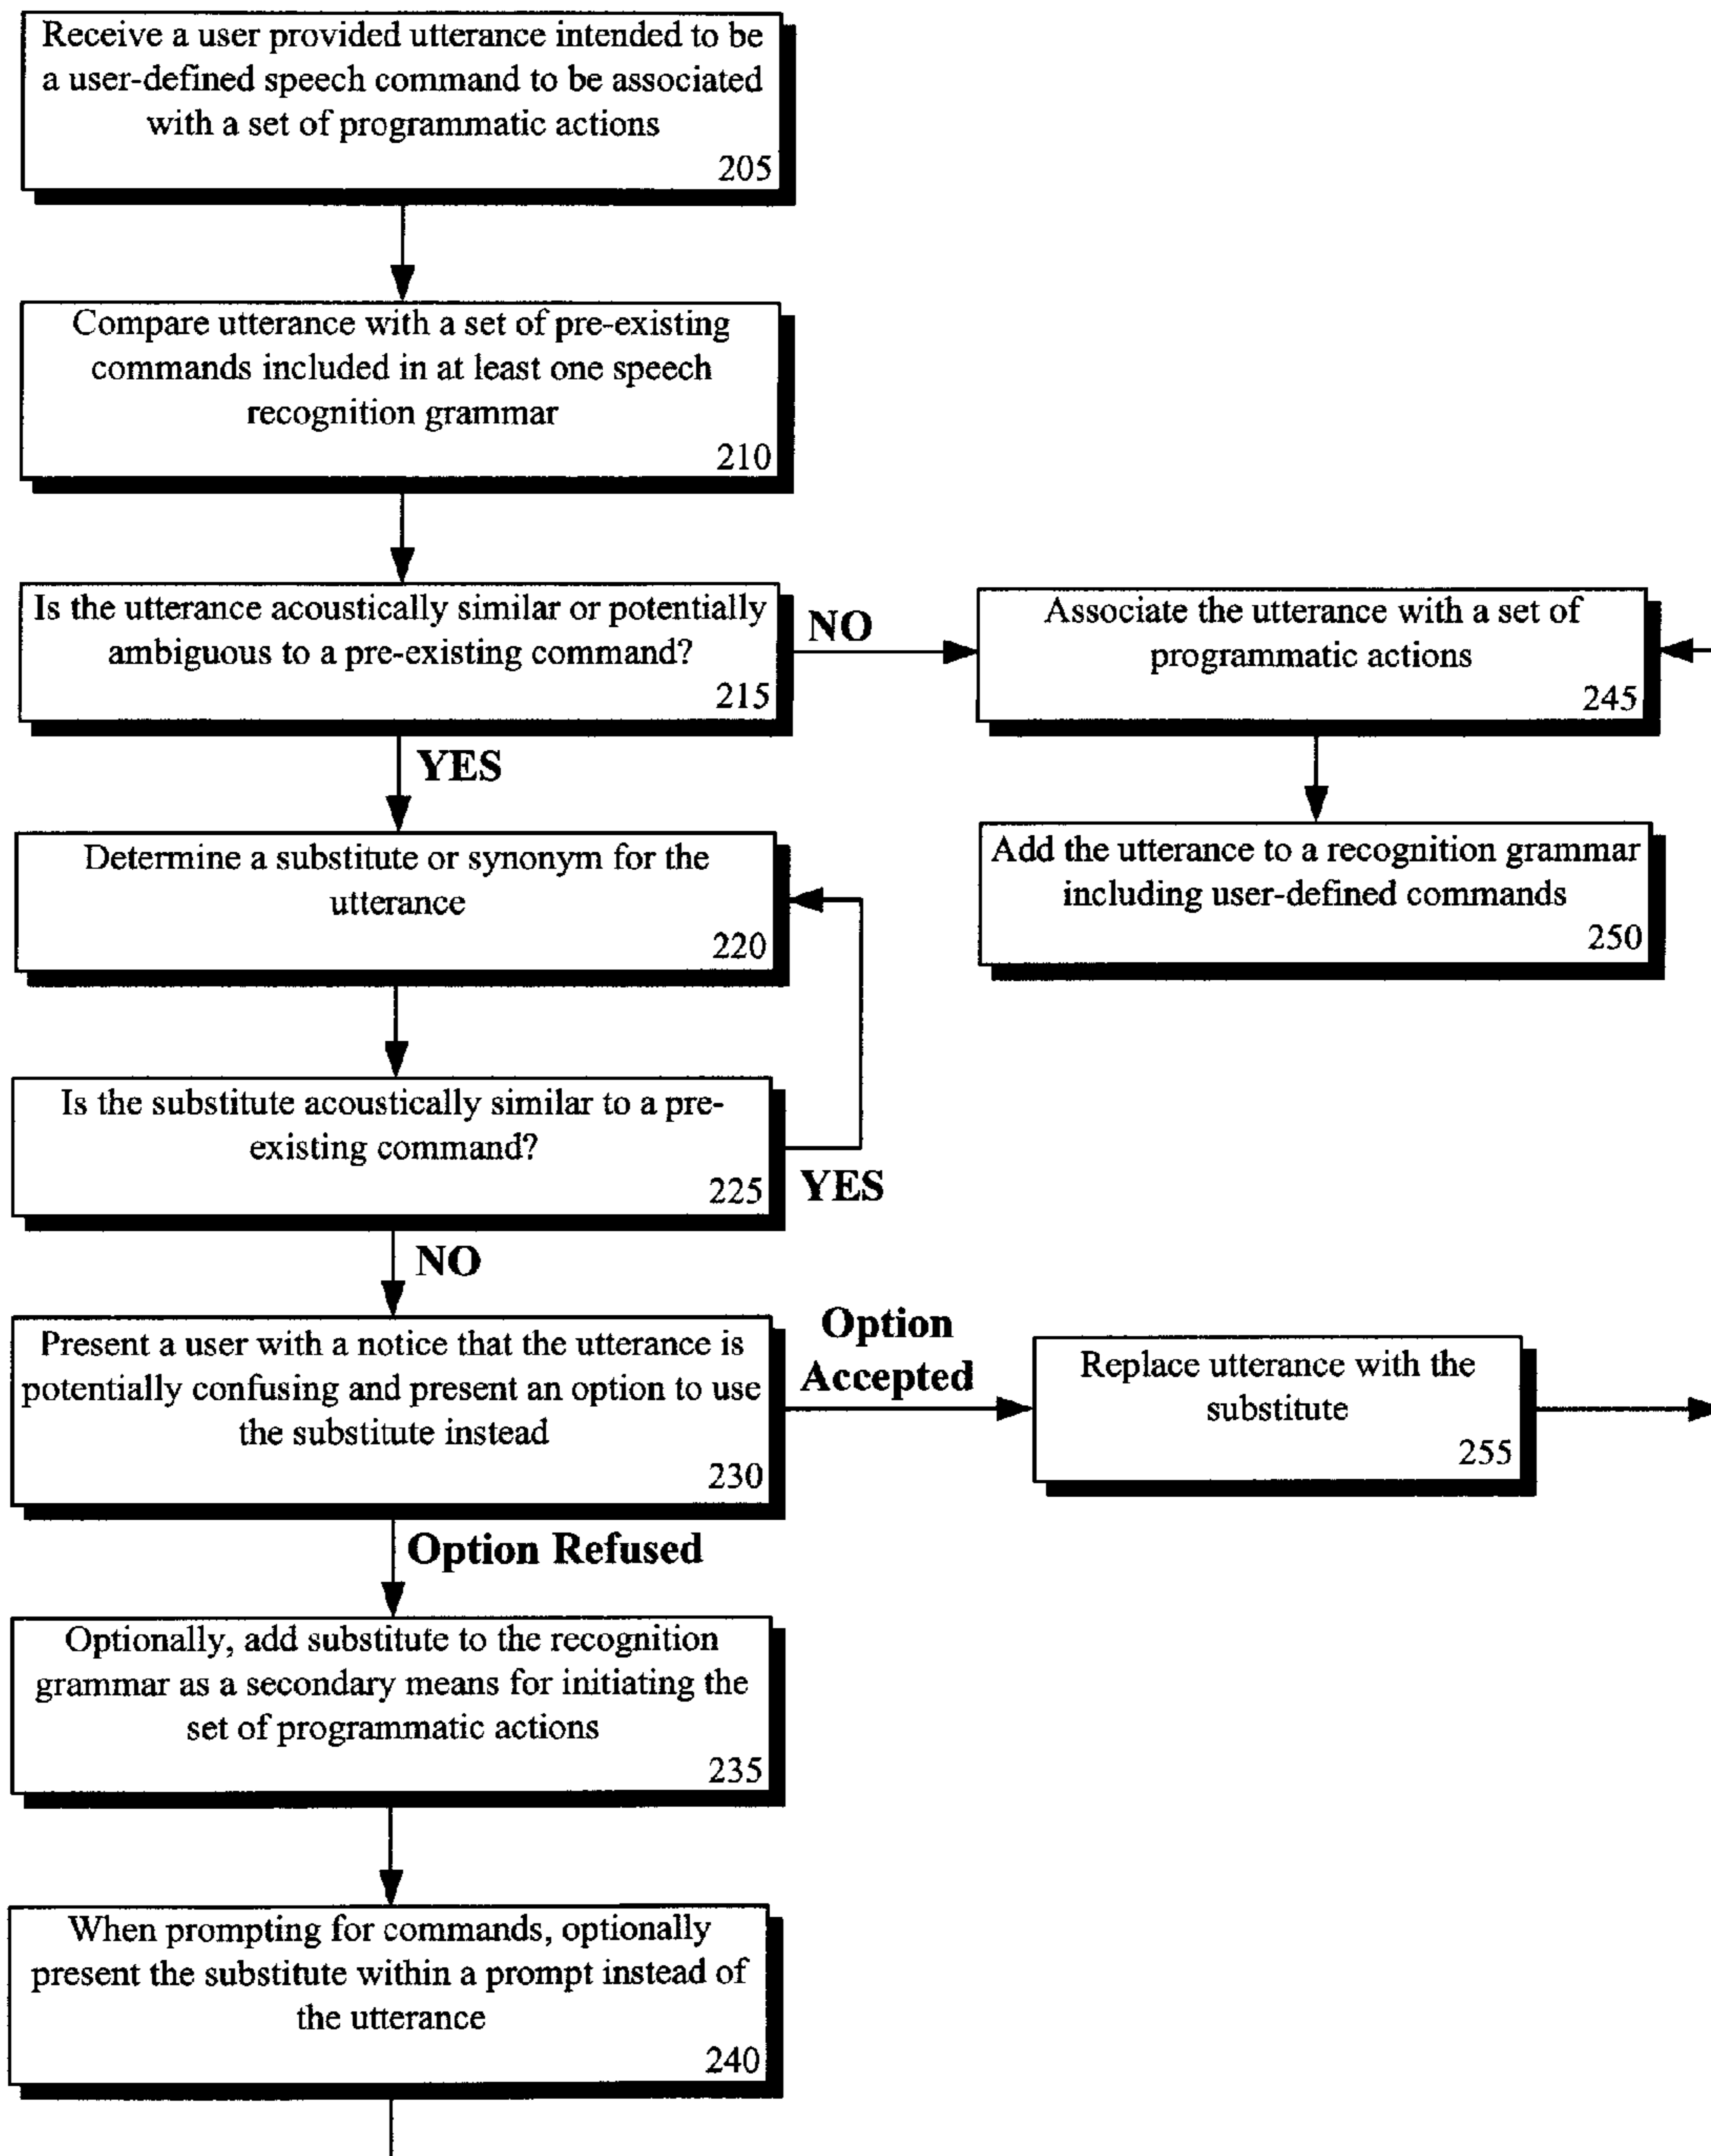 Receive a user provided utterance intended to be
a user-defined speech command to be associated
with a set of programmatic actions
205
Compare utterance with a set of pre-existing
commands included in at least one speech
recognition grammar
210
Is the utterance acoustically similar or potentially
ambiguous to a pre-existing command?
215
NO
Associate the utterance with a set of
programmatic actions
245
YES
Determine a substitute or synonym for the
utterance
220
Add the utterance to a recognition grammar
including user-defined commands
250
Is the substitute acoustically similar to a pre-
existing command?
225
YES
NO
Present a user with a notice that the utterance is
potentially confusing and present an option to use
the substitute instead
230
Option
Accepted
Replace utterance with the
substitute
255
Option Refused
Optionally, add substitute to the recognition
grammar as a secondary means for initiating the
set of programmatic actions
235
When prompting for commands, optionally
present the substitute within a prompt instead of
the utterance
240